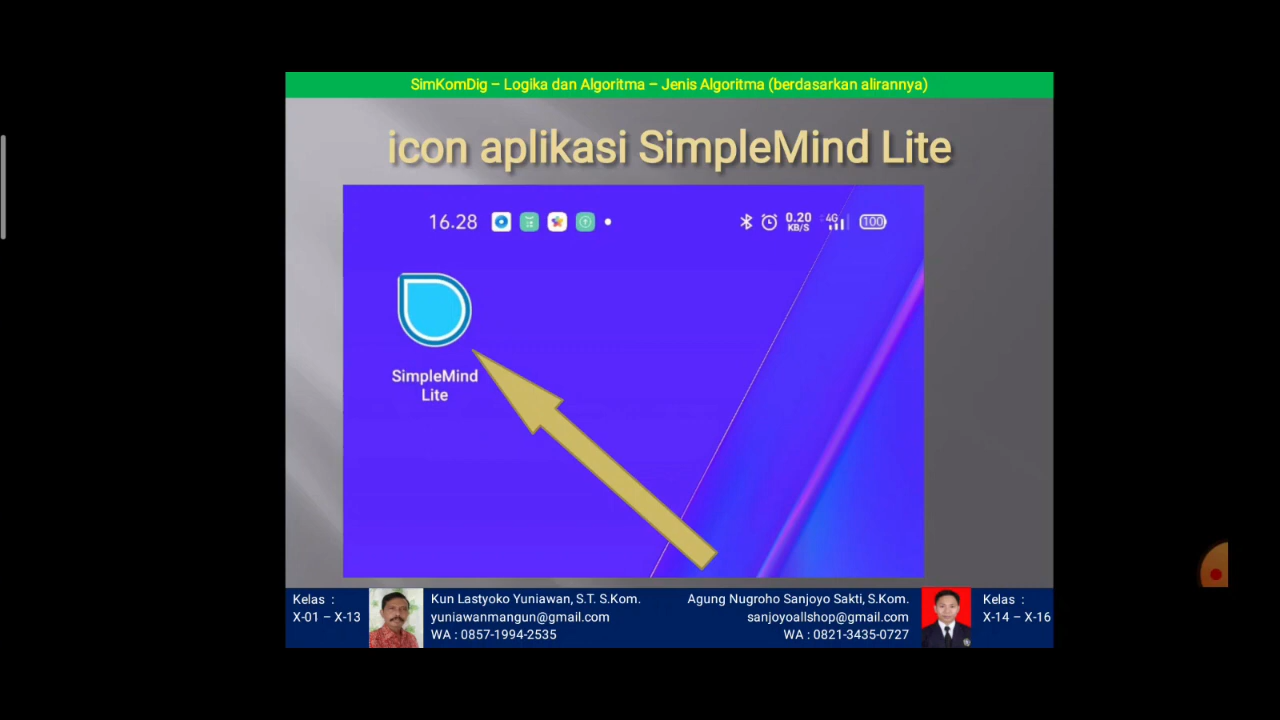 SimKomDig – Logika dan Algoritma – Jenis Algoritma (berdasarkan alirannya)
icon aplikasi SimpleMind Lite
16.28 0.20 KB/S 4G 100
SimpleMind
Lite
Kelas :
X-01 – X-13
Kun Lastyoko Yuniawan, S.T. S.Kom.
yuniawanmangun@gmail.com
WA : 0857-1994-2535
Agung Nugroho Sanjoyo Sakti, S.Kom.
sanjoyoallshop@gmail.com
WA : 0821-3435-0727
Kelas :
X-14 – X-16